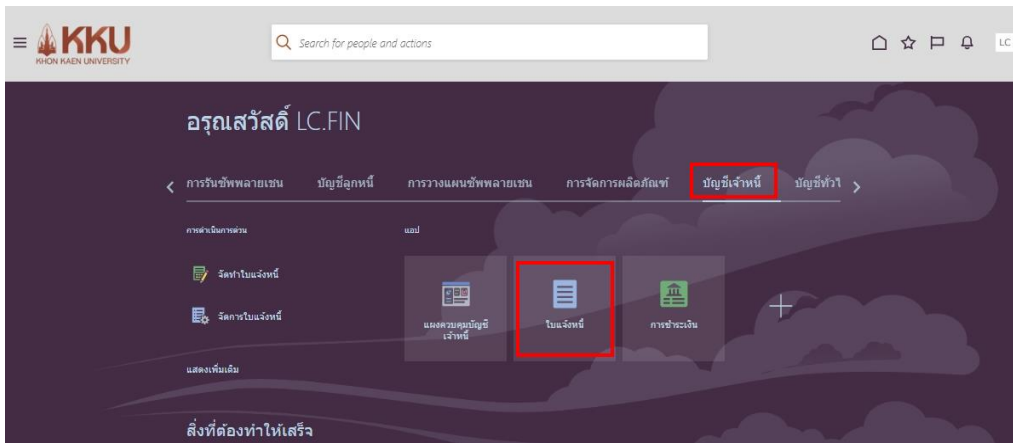 KKU
KHON KAEN UNIVERSITY
Search for people and actions
LC
อรุณสวัสดิ์ LC.FIN
การรันซัพพลายเชน บัญชีลูกหนี้ การวางแผนซัพพลายเชน การจัดการผลิตภัณฑ์ บัญชีเจ้าหนี้ บัญชีทั่วไ
การดำเนินการด่วน
แอป
จัดทำใบแจ้งหนี้
จัดการใบแจ้งหนี้
แผงควบคุมบัญชี
เจ้าหนี้
ใบแจ้งหนี้
การชำระเงิน
แสดงเพิ่มเติม
สิ่งที่ต้องทำให้เสร็จ